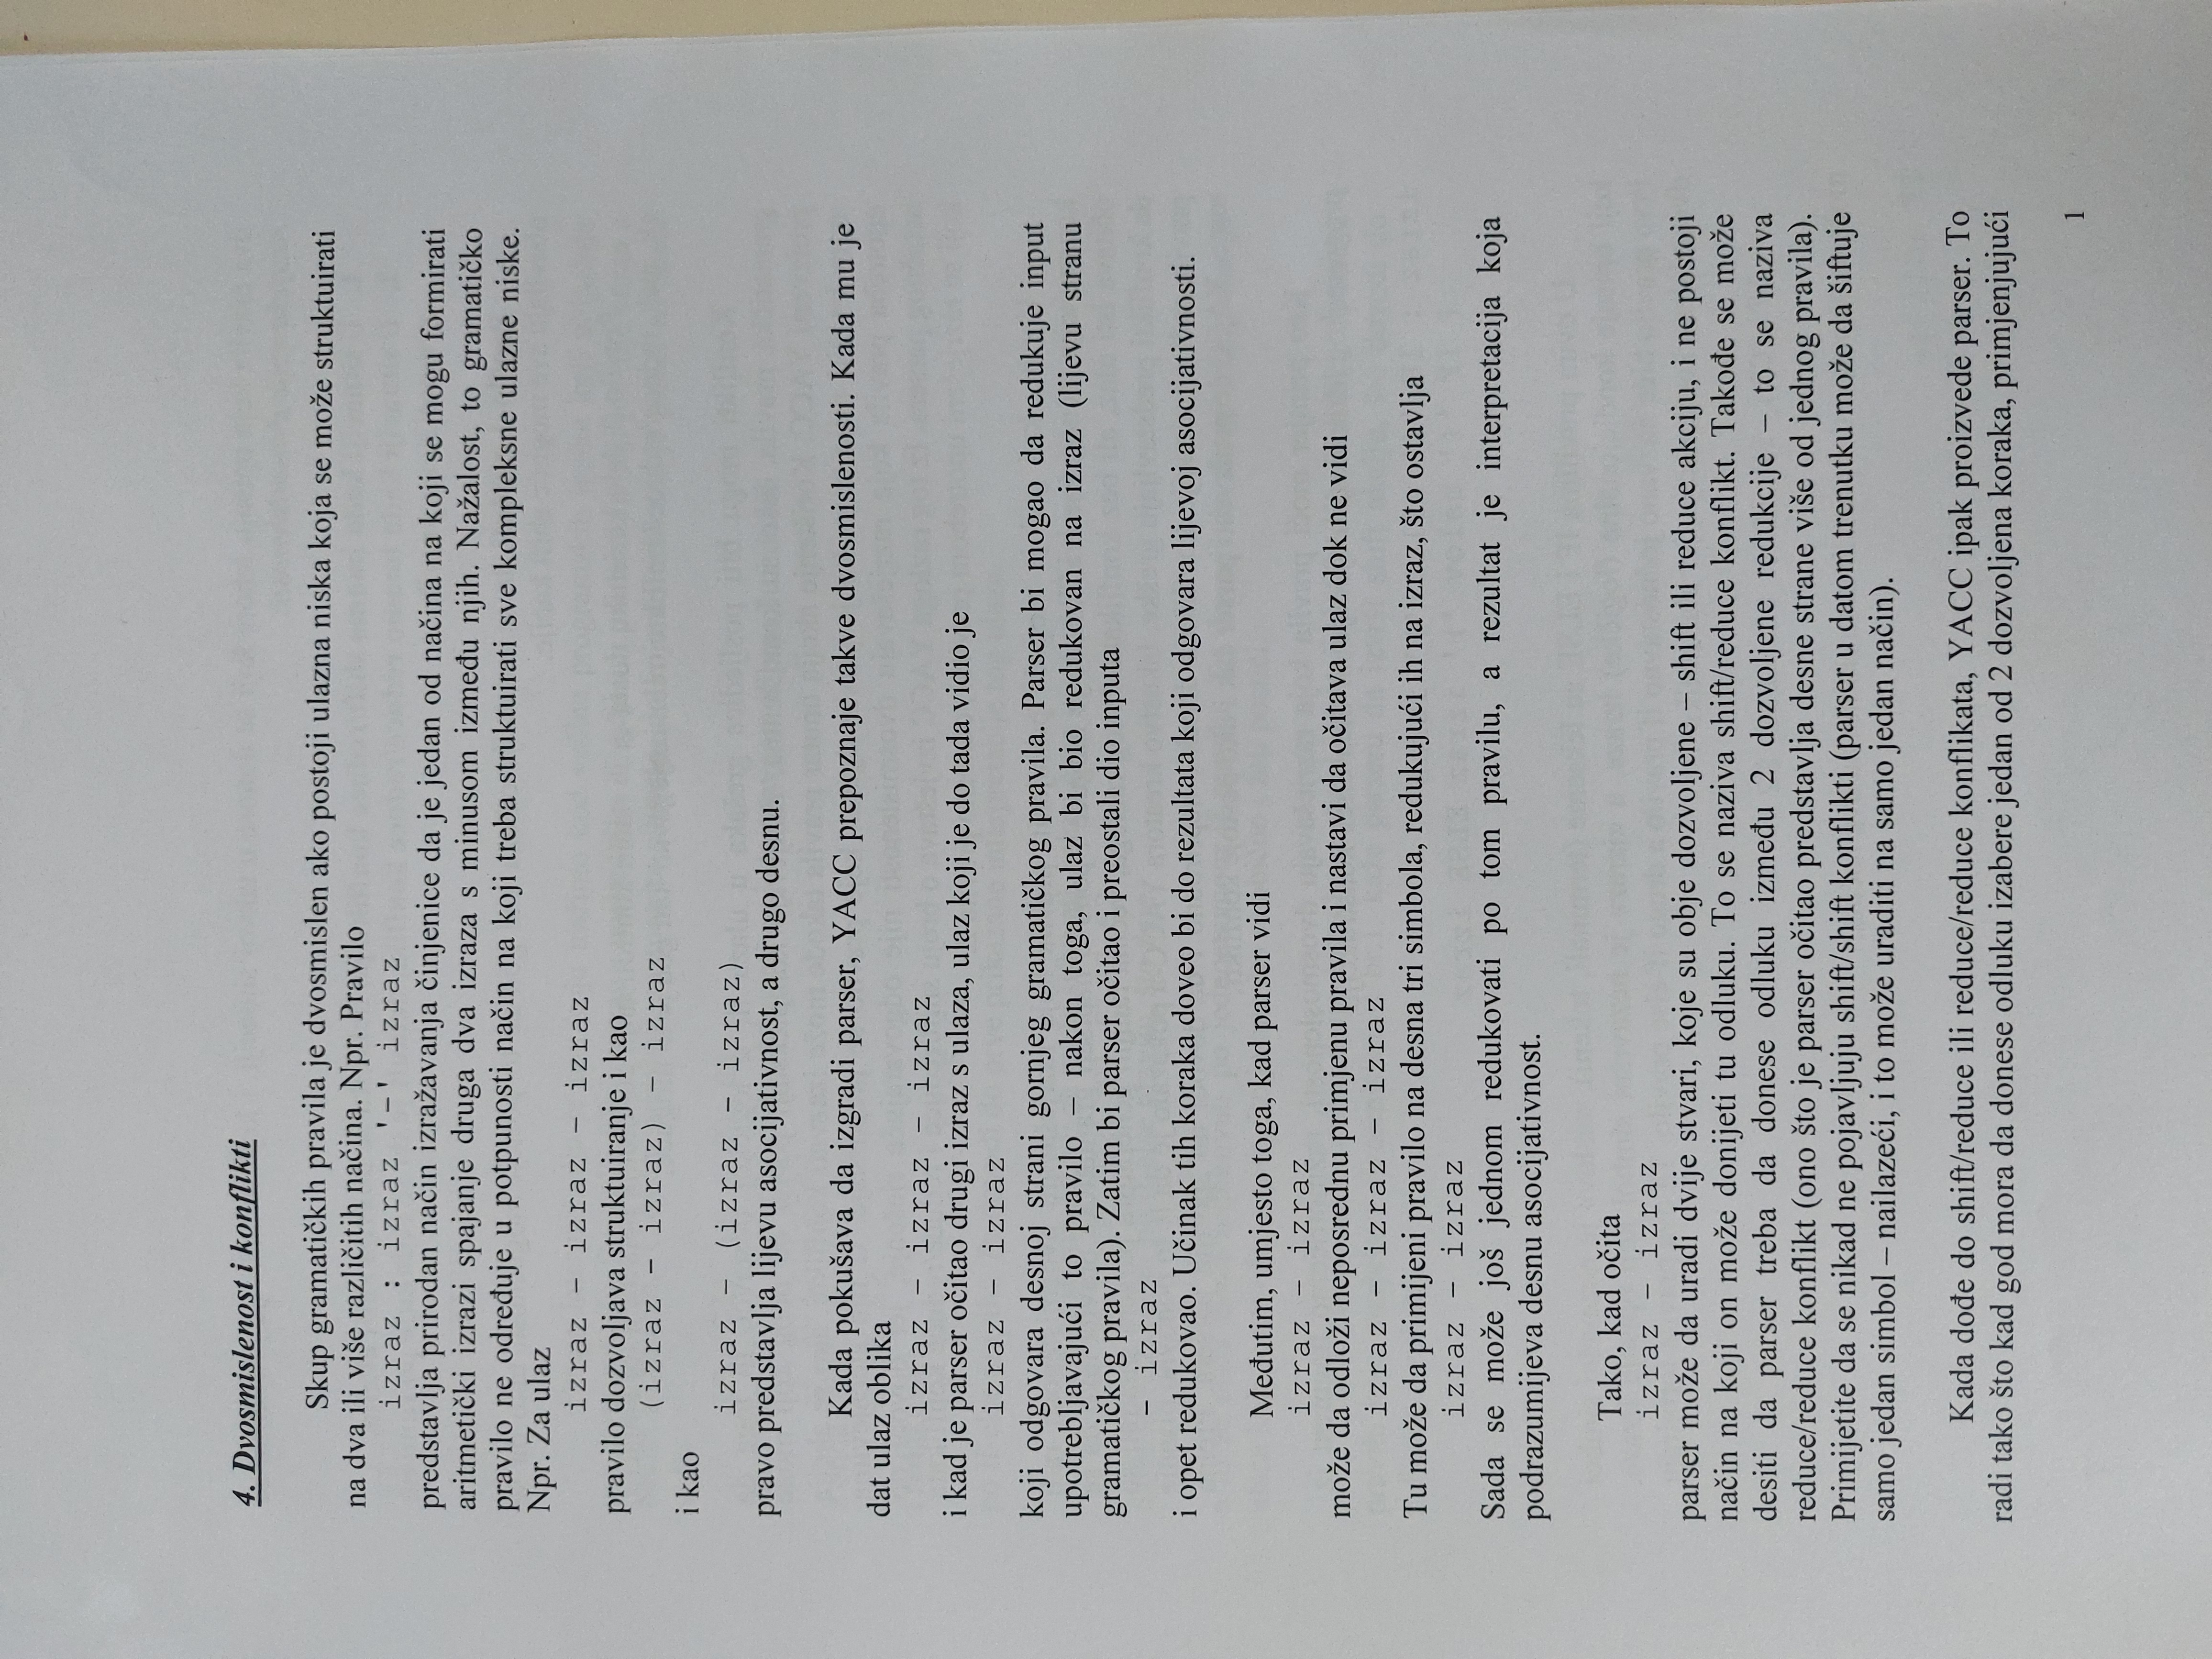 4. Dvosmislenost i konflikti
Skup gramatičkih pravila je dvosmislen ako postoji ulazna niska koja se može struktuirati
na dva ili više različitih načina. Npr. Pravilo
izraz : izraz '-' izraz
predstavlja prirodan način izražavanja činjenice da je jedan od načina na koji se mogu formirati
aritmetički izrazi spajanje druga dva izraza s minusom između njih. Nažalost, to gramatičko
pravilo ne određuje u potpunosti način na koji treba struktuirati sve kompleksne ulazne niske.
Npr. Za ulaz
izraz - izraz - izraz
pravilo dozvoljava struktuiranje i kao
(izraz - izraz) - izraz
i kao
izraz - (izraz - izraz)
pravo predstavlja lijevu asocijativnost, a drugo desnu.
Kada pokušava da izgradi parser, YACC prepoznaje takve dvosmislenosti. Kada mu je
dat ulaz oblika
izraz - izraz - izraz
i kad je parser očitao drugi izraz s ulaza, ulaz koji je do tada vidio je
izraz - izraz
koji odgovara desnoj strani gornjeg gramatičkog pravila. Parser bi mogao da redukuje input
upotrebljavajući to pravilo – nakon toga, ulaz bi bio redukovan na izraz (lijevu stranu
gramatičkog pravila). Zatim bi parser očitao i preostali dio inputa
- izraz
i opet redukovao. Učinak tih koraka doveo bi do rezultata koji odgovara lijevoj asocijativnosti.
Međutim, umjesto toga, kad parser vidi
izraz - izraz
može da odloži neposrednu primjenu pravila i nastavi da očitava ulaz dok ne vidi
izraz - izraz - izraz
Tu može da primijeni pravilo na desna tri simbola, redukujući ih na izraz, što ostavlja
izraz - izraz
Sada se može još jednom redukovati po tom pravilu, a rezultat je interpretacija koja
podrazumijeva desnu asocijativnost.
Tako, kad očita
izraz - izraz
parser može da uradi dvije stvari, koje su obje dozvoljene – shift ili reduce akciju, i ne postoji
način na koji on može donijeti tu odluku. To se naziva shift/reduce konflikt. Takođe se može
desiti da parser treba da donese odluku između 2 dozvoljene redukcije – to se naziva
reduce/reduce konflikt (ono što je parser očitao predstavlja desne strane više od jednog pravila).
Primijetite da se nikad ne pojavljuju shift/shift konflikti (parser u datom trenutku može da šiftuje
samo jedan simbol – nailazeći, i to može uraditi na samo jedan način).
Kada dođe do shift/reduce ili reduce/reduce konflikata, YACC ipak proizvede parser. To
radi tako što kad god mora da donese odluku izabere jedan od 2 dozvoljena koraka, primjenjujući
1